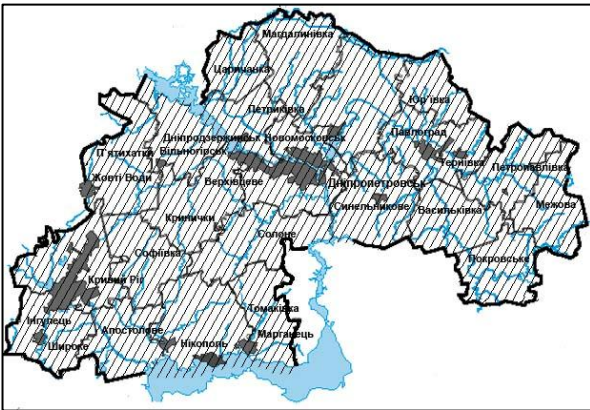 Магдалинівка
Царичанка
Юр'ївка
Петриківка
Дніпродзержинськ
Новомосковськ
Павлоград
П'ятихатки
Вільногірськ
Тернівка
Петропавлівка
Жовті Води
Верхівцеве
Дніпропетровськ
Межова
Синельникове
Васильківка
Кринички
Солоне
Софіївка
Покровське
Кривий Ріг
Томаківка
Інгулець
Апостолове
Марганець
Широке
Нікополь